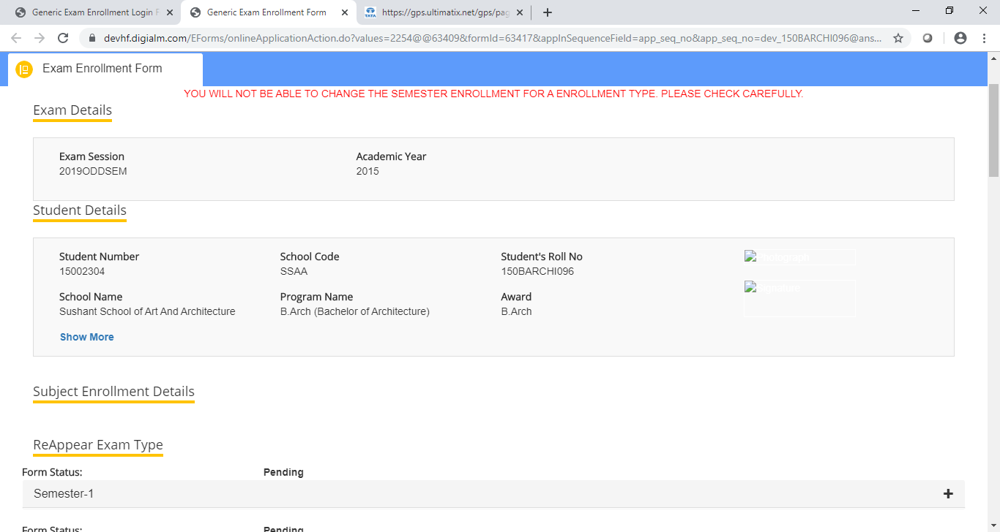 Generic Exam Enrollment Login F
Generic Exam Enrollment Form
TATA
https://gps.ultimatix.net/gps/pag
devhf.digialm.com/EForms/onlineApplicationAction.do?values=2254@@63409&formId=63417&appInSequenceField=app_seq_no&app_seq_no=dev_150BARCHI096@ans...
Exam Enrollment Form
YOU WILL NOT BE ABLE TO CHANGE THE SEMESTER ENROLLMENT FOR A ENROLLMENT TYPE. PLEASE CHECK CAREFULLY.
Exam Details
Exam Session Academic Year
2019ODDSEM 2015
Student Details
Student Number School Code Student's Roll No Photograph
15002304 SSAA 150BARCHI096
Signature
School Name Program Name Award
Sushant School of Art And Architecture B.Arch (Bachelor of Architecture) B.Arch
Show More
Subject Enrollment Details
ReAppear Exam Type
Form Status: Pending
Semester-1 +
Form Status: Pending